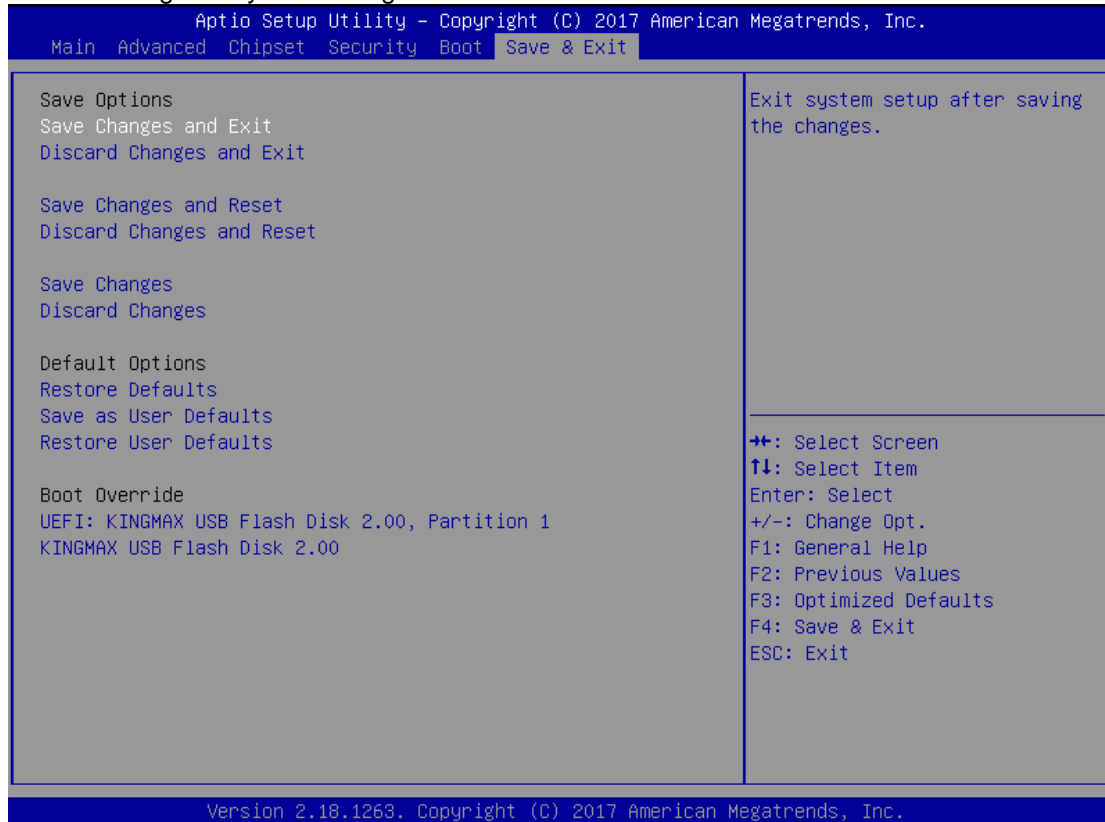 Aptio Setup Utility – Copyright (C) 2017 American Megatrends, Inc.
Main Advanced Chipset Security Boot Save & Exit
Save Options
Save Changes and Exit
Discard Changes and Exit
Save Changes and Reset
Discard Changes and Reset
Save Changes
Discard Changes
Default Options
Restore Defaults
Save as User Defaults
Restore User Defaults
Boot Override
UEFI: KINGMAX USB Flash Disk 2.00, Partition 1
KINGMAX USB Flash Disk 2.00
Exit system setup after saving
the changes.
→←: Select Screen
↑↓: Select Item
Enter: Select
+/-: Change Opt.
F1: General Help
F2: Previous Values
F3: Optimized Defaults
F4: Save & Exit
ESC: Exit
Version 2.18.1263. Copyright (C) 2017 American Megatrends, Inc.